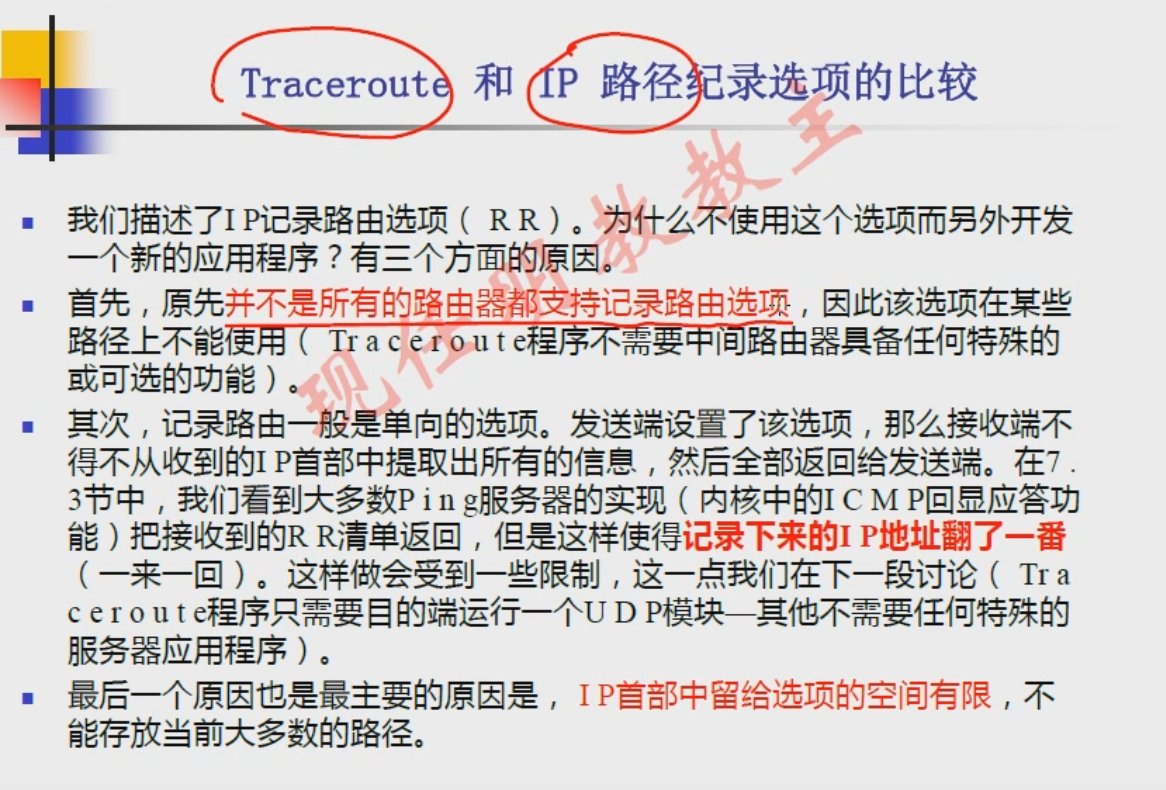 Traceroute 和 IP 路径纪录选项的比较
我们描述了IP记录路由选项（RR）。为什么不使用这个选项而另外开发
一个新的应用程序？有三个方面的原因。
首先，原先并不是所有的路由器都支持记录路由选项，因此该选项在某些
路径上不能使用（Traceroute程序不需要中间路由器具备任何特殊的
或可选的功能）。
其次，记录路由一般是单向的选项。发送端设置了该选项，那么接收端不
得不从收到的IP首部中提取出所有的信息，然后全部返回给发送端。在7.
3节中，我们看到大多数Ping服务器的实现（内核中的ICMP回显应答功
能）把接收到的RR清单返回，但是这样使得记录下来的IP地址翻了一番
（一来一回）。这样做会受到一些限制，这一点我们在下一段讨论（Tra
ceroute程序只需要目的端运行一个UDP模块—其他不需要任何特殊的
服务器应用程序）。
最后一个原因也是最主要的原因是，IP首部中留给选项的空间有限，不
能存放当前大多数的路径。
现任明教教主